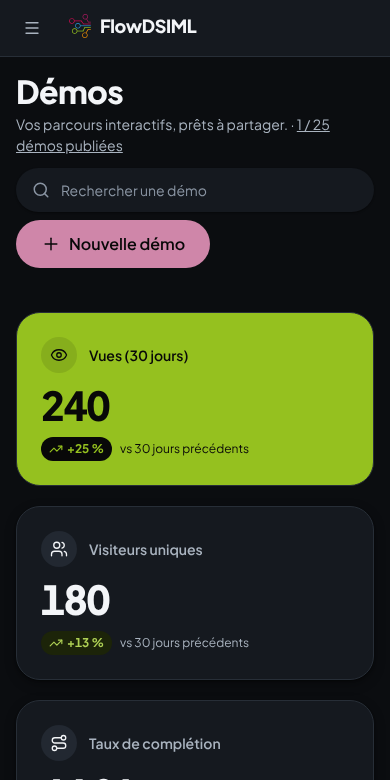 FlowDSIML
Démos
Vos parcours interactifs, prêts à partager. · 1 / 25
démos publiées
Rechercher une démo
Nouvelle démo
Vues (30 jours)
240
+25 % vs 30 jours précédents
Visiteurs uniques
180
+13 % vs 30 jours précédents
Taux de complétion